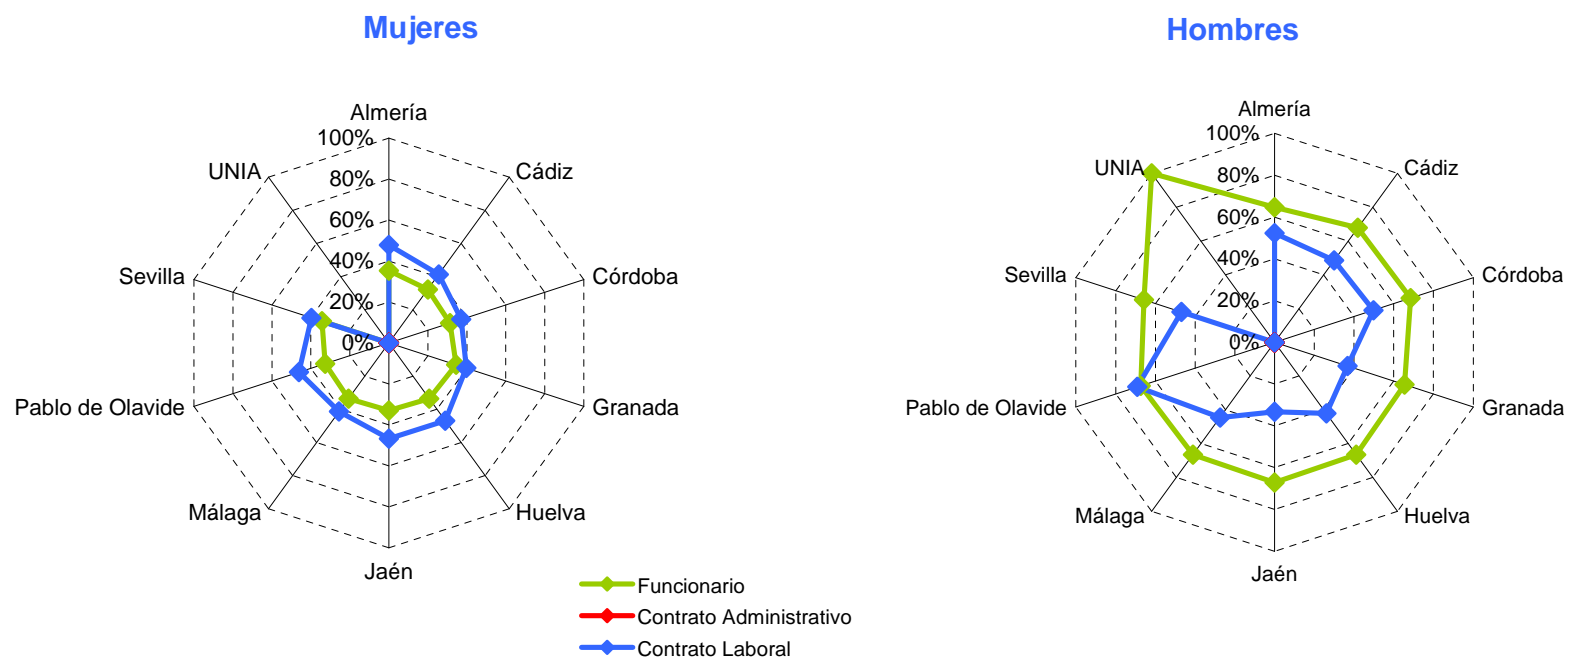 Mujeres
Almería
100%
80%
60%
40%
20%
0%
Cádiz
Córdoba
Granada
Huelva
Jaén
Málaga
Pablo de Olavide
Sevilla
UNIA
Hombres
Almería
100%
80%
60%
40%
20%
0%
Cádiz
Córdoba
Granada
Huelva
Jaén
Málaga
Pablo de Olavide
Sevilla
UNIA
Funcionario
Contrato Administrativo
Contrato Laboral